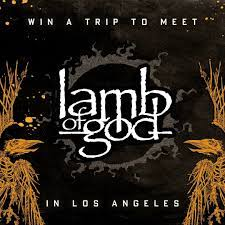 WIN A TRIP TO MEET
lamb
of god
IN LOS ANGELES